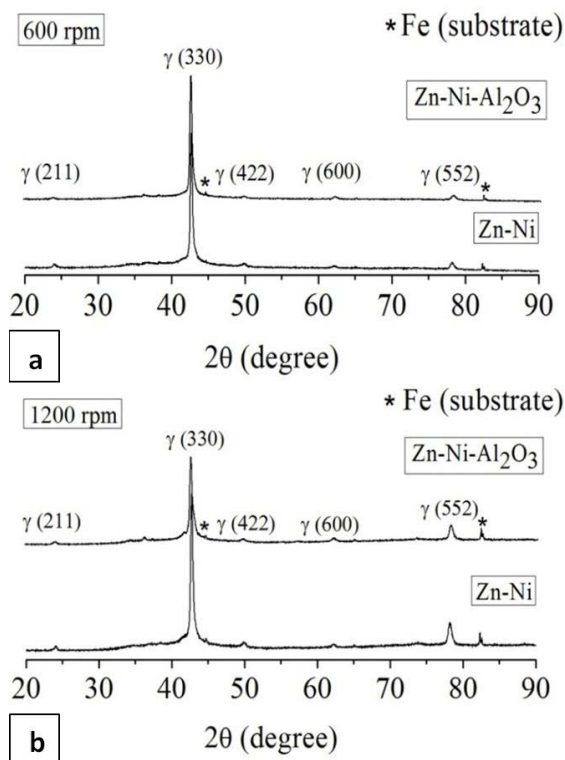 600 rpm
* Fe (substrate)
γ (330)
Zn-Ni-Al₂O₃
γ (211)
*
γ (422)
γ (600)
γ (552)
*
Zn-Ni
20 30 40 50 60 70 80 90
2θ (degree)
a
1200 rpm
* Fe (substrate)
γ (330)
Zn-Ni-Al₂O₃
γ (211)
*
γ (422)
γ (600)
γ (552)
*
Zn-Ni
20 30 40 50 60 70 80 90
2θ (degree)
b